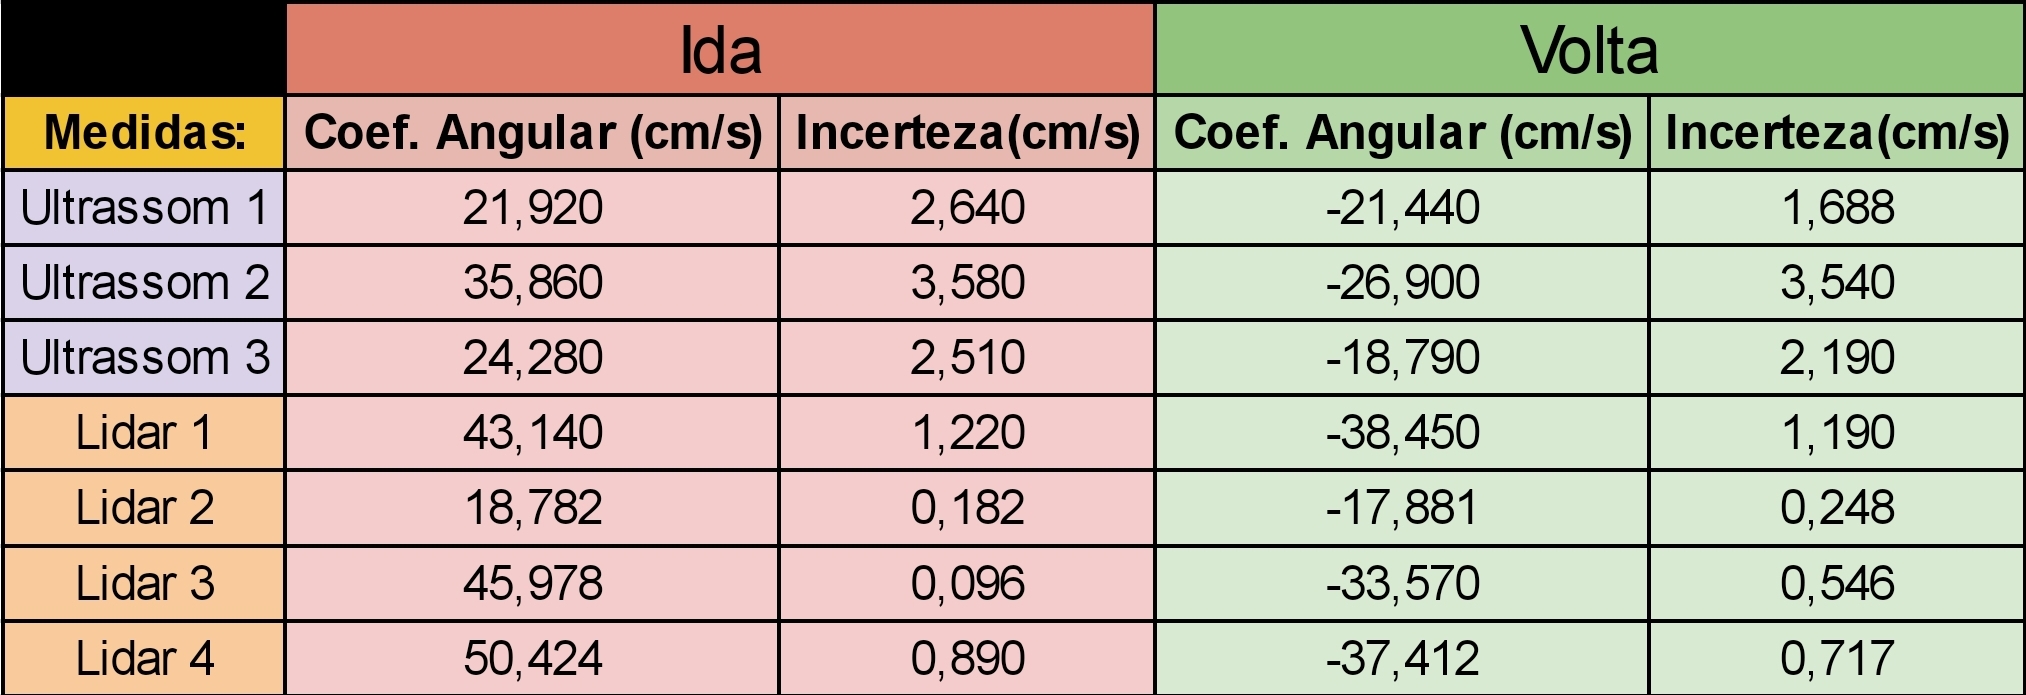 Ida Volta
Medidas: Coef. Angular (cm/s) Incerteza(cm/s) Coef. Angular (cm/s) Incerteza(cm/s)
Ultrassom 1 21,920 2,640 -21,440 1,688
Ultrassom 2 35,860 3,580 -26,900 3,540
Ultrassom 3 24,280 2,510 -18,790 2,190
Lidar 1 43,140 1,220 -38,450 1,190
Lidar 2 18,782 0,182 -17,881 0,248
Lidar 3 45,978 0,096 -33,570 0,546
Lidar 4 50,424 0,890 -37,412 0,717